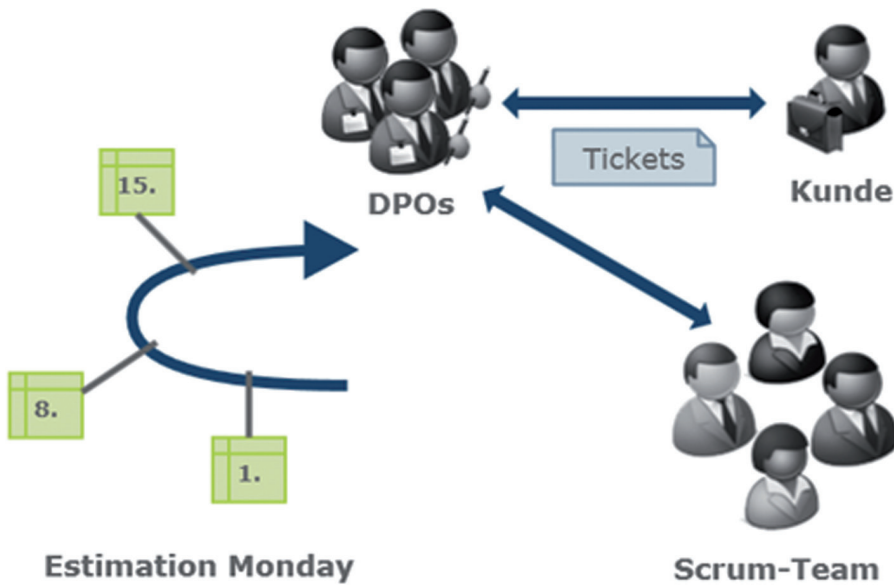 DPOs
Tickets
Kunde
15.
8.
1.
Estimation Monday
Scrum-Team